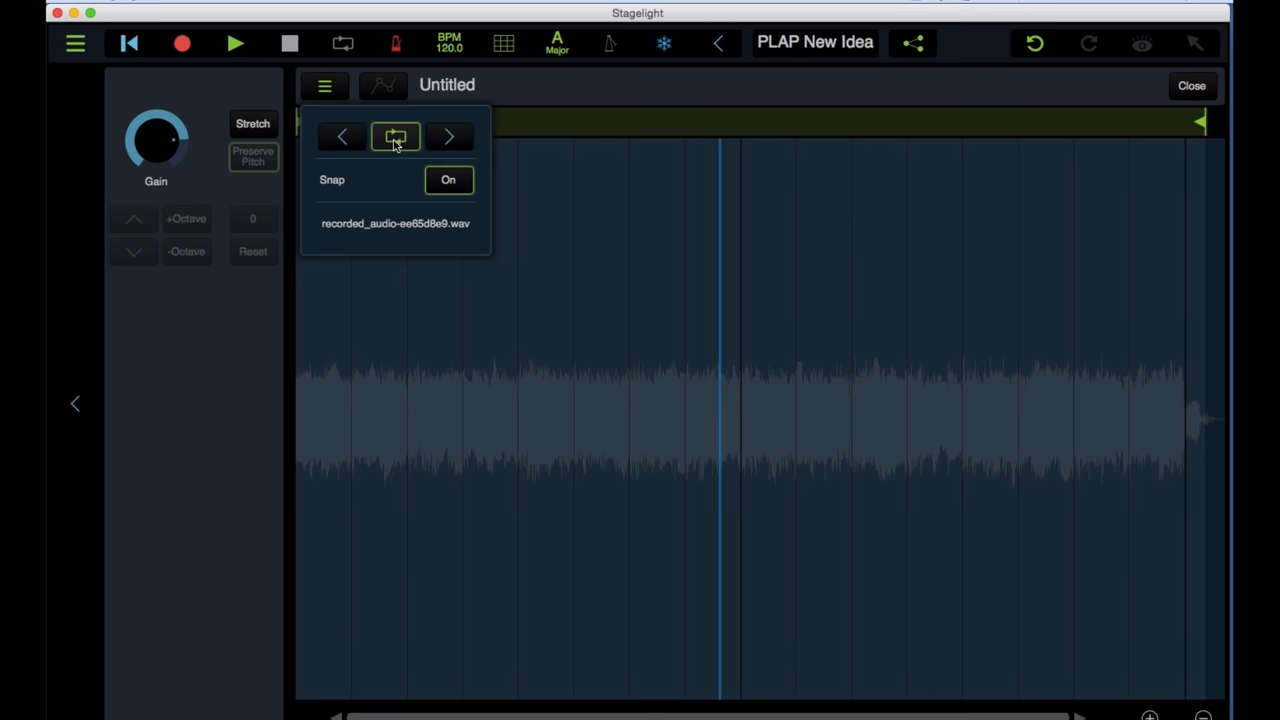 Stagelight
BPM
120.0
A
Major
PLAP New Idea
Untitled
Close
Stretch
Preserve
Pitch
Gain
Snap
On
+Octave
0
-Octave
Reset
recorded_audio-ee65d8e9.wav